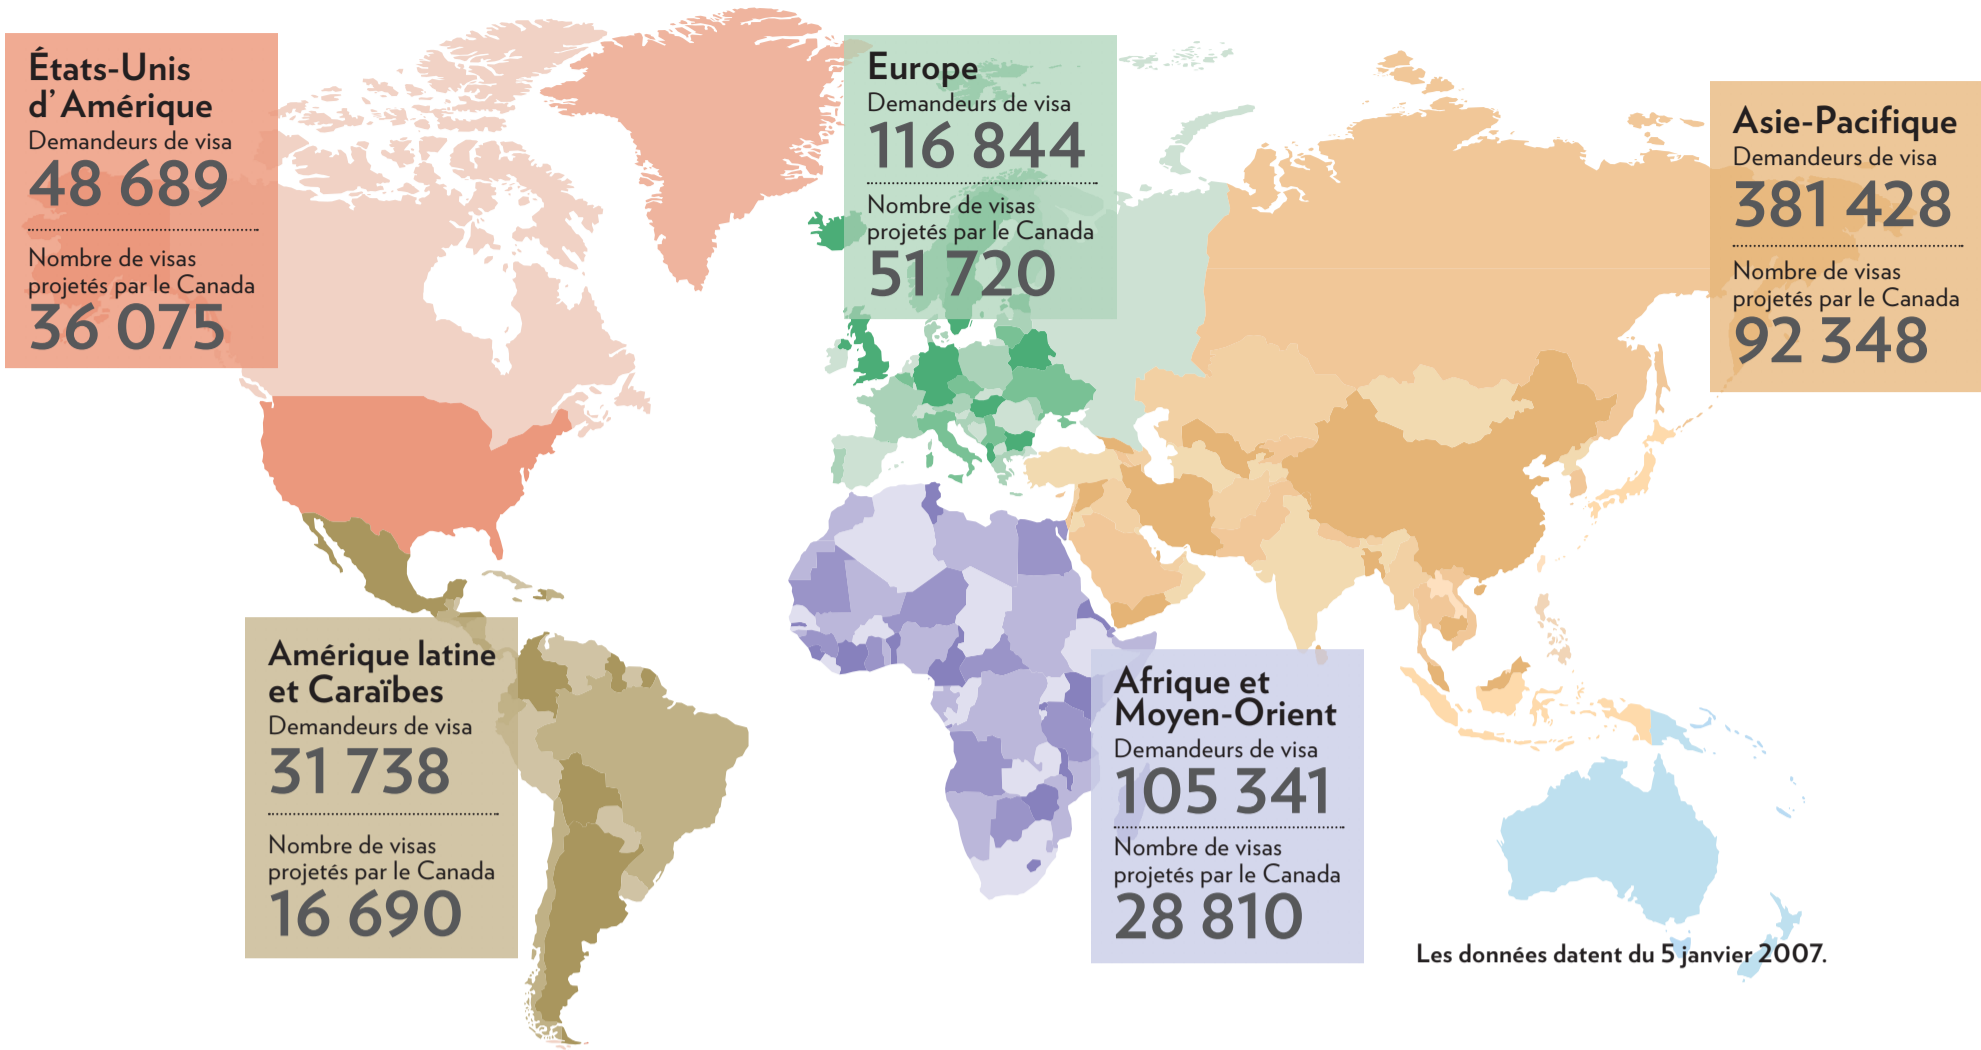 États-Unis
d'Amérique
Demandeurs de visa
48 689
Nombre de visas
projetés par le Canada
36 075
Europe
Demandeurs de visa
116 844
Nombre de visas
projetés par le Canada
51 720
Asie-Pacifique
Demandeurs de visa
381 428
Nombre de visas
projetés par le Canada
92 348
Amérique latine
et Caraïbes
Demandeurs de visa
31 738
Nombre de visas
projetés par le Canada
16 690
Afrique et
Moyen-Orient
Demandeurs de visa
105 341
Nombre de visas
projetés par le Canada
28 810
Les données datent du 5 janvier 2007.